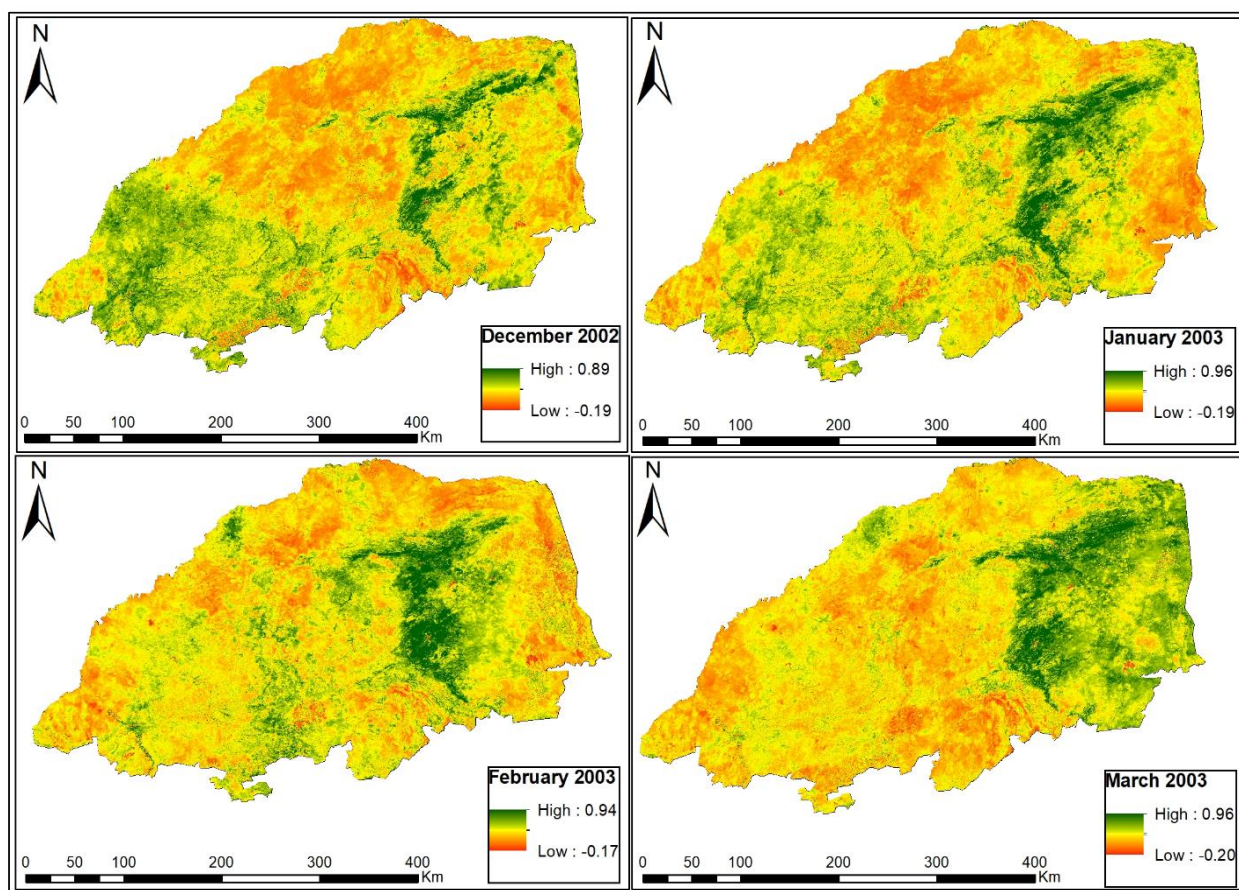 N
December 2002
High : 0.89
Low : -0.19
0 50 100 200 300 400
Km
N
January 2003
High : 0.96
Low : -0.19
0 50 100 200 300 400
Km
N
February 2003
High : 0.94
Low : -0.17
0 50 100 200 300 400
Km
N
March 2003
High : 0.96
Low : -0.20
0 50 100 200 300 400
Km